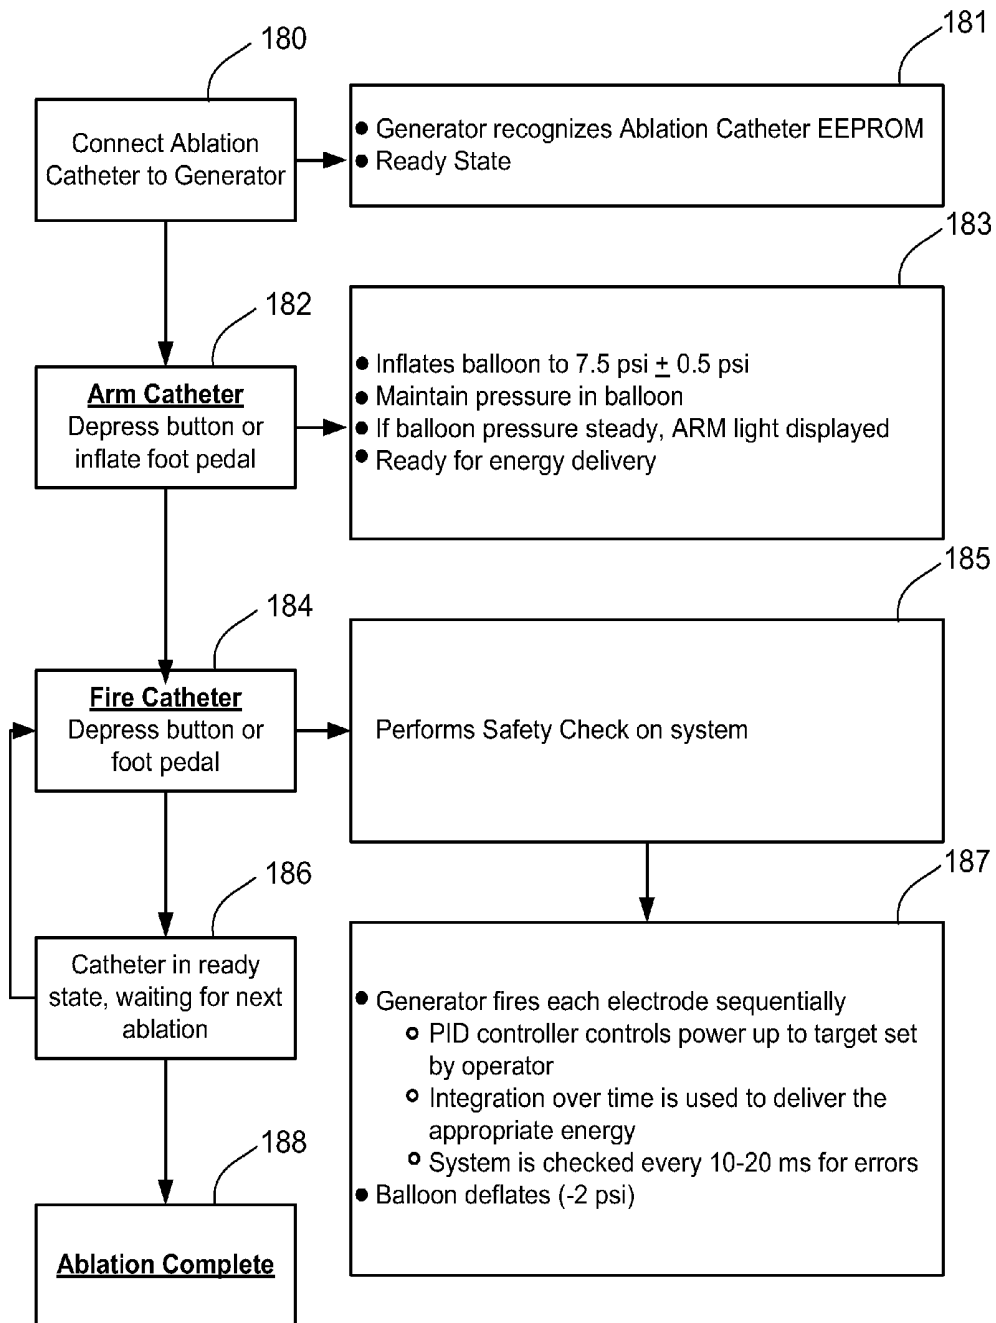 180
181
Connect Ablation
Catheter to Generator
● Generator recognizes Ablation Catheter EEPROM
● Ready State
182
183
Arm Catheter
Depress button or
inflate foot pedal
● Inflates balloon to 7.5 psi ± 0.5 psi
● Maintain pressure in balloon
● If balloon pressure steady, ARM light displayed
● Ready for energy delivery
184
185
Fire Catheter
Depress button or
foot pedal
Performs Safety Check on system
186
187
Catheter in ready
state, waiting for next
ablation
● Generator fires each electrode sequentially
○ PID controller controls power up to target set
by operator
○ Integration over time is used to deliver the
appropriate energy
○ System is checked every 10-20 ms for errors
● Balloon deflates (-2 psi)
188
Ablation Complete